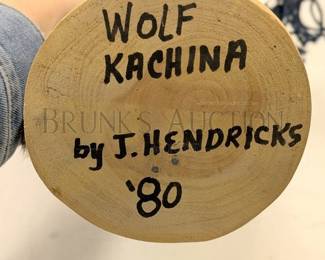 WOLF
KACHINA
BRUNK'S AUCTION
by J. HENDRICKS
'80